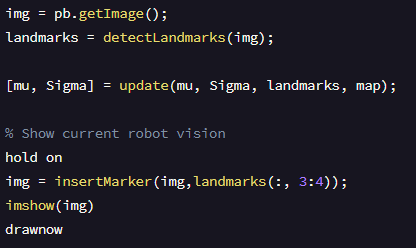 img = pb.getImage();
landmarks = detectLandmarks(img);
[mu, Sigma] = update(mu, Sigma, landmarks, map);
% Show current robot vision
hold on
img = insertMarker(img,landmarks(:, 3:4));
imshow(img)
drawnow